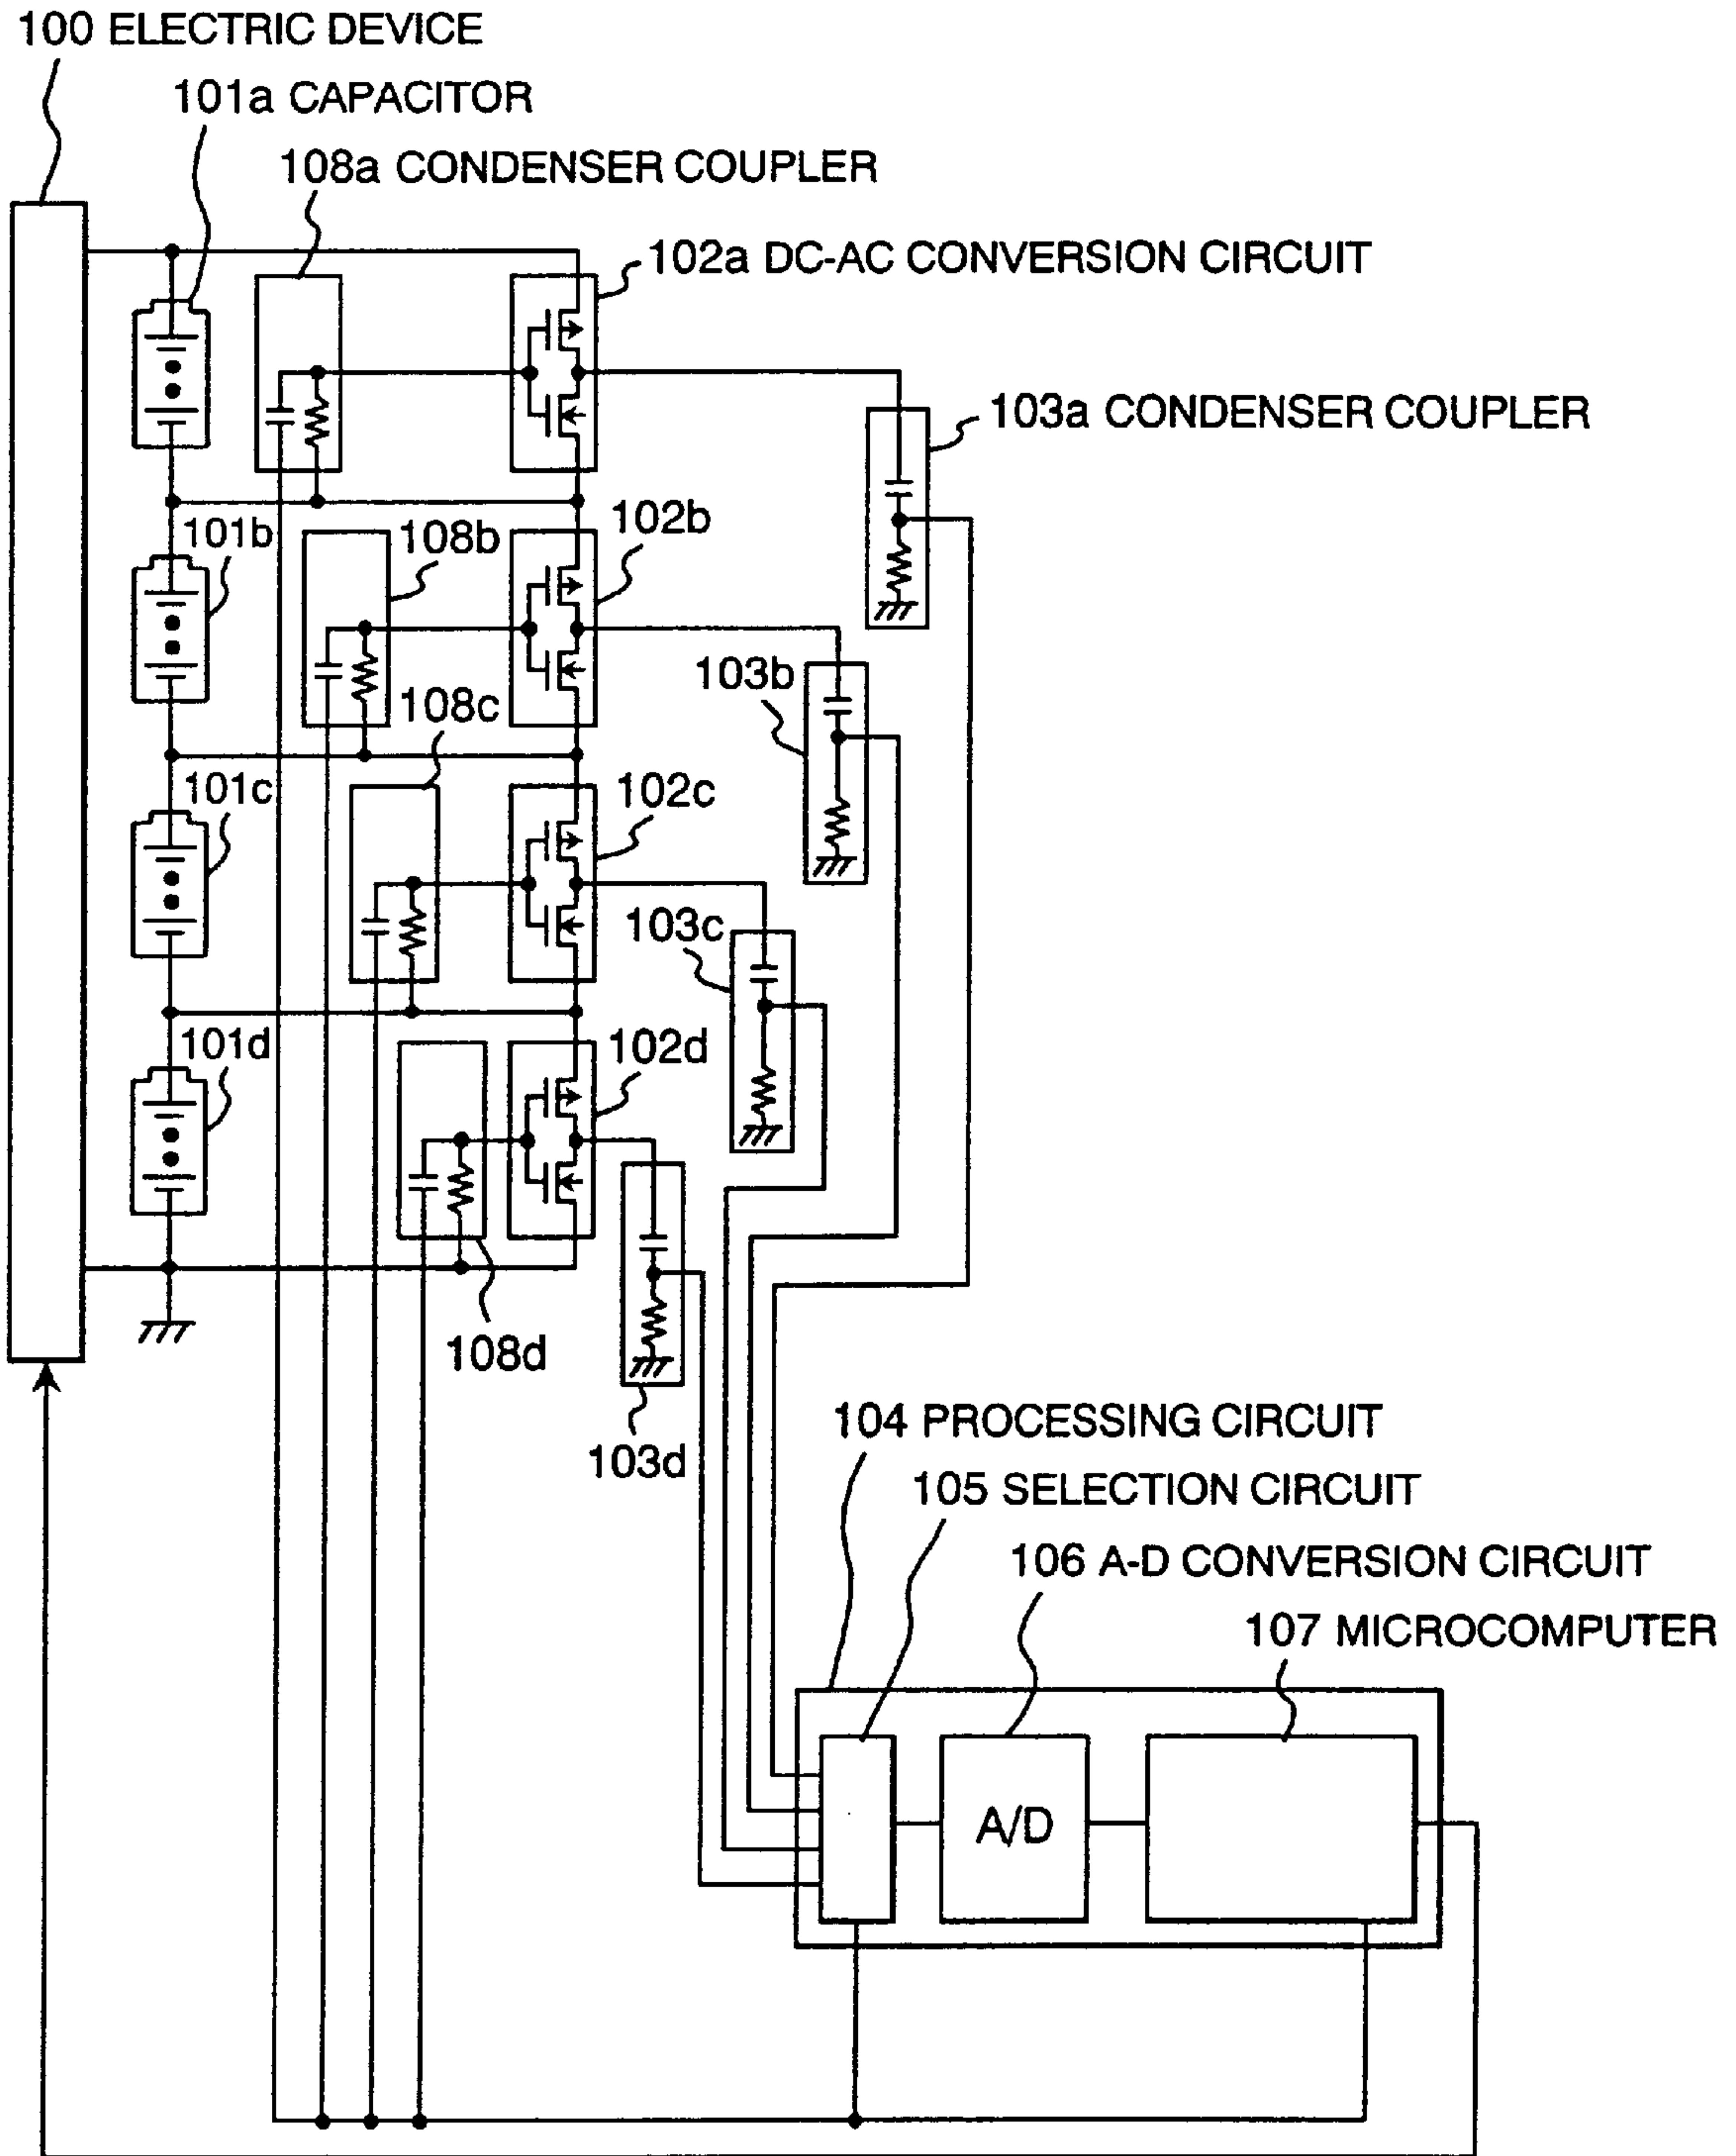 100 ELECTRIC DEVICE
101a CAPACITOR
108a CONDENSER COUPLER
102a DC-AC CONVERSION CIRCUIT
103a CONDENSER COUPLER
101b
108b
102b
103b
108c
101c
102c
103c
101d
102d
108d
103d
104 PROCESSING CIRCUIT
105 SELECTION CIRCUIT
106 A-D CONVERSION CIRCUIT
107 MICROCOMPUTER
A/D